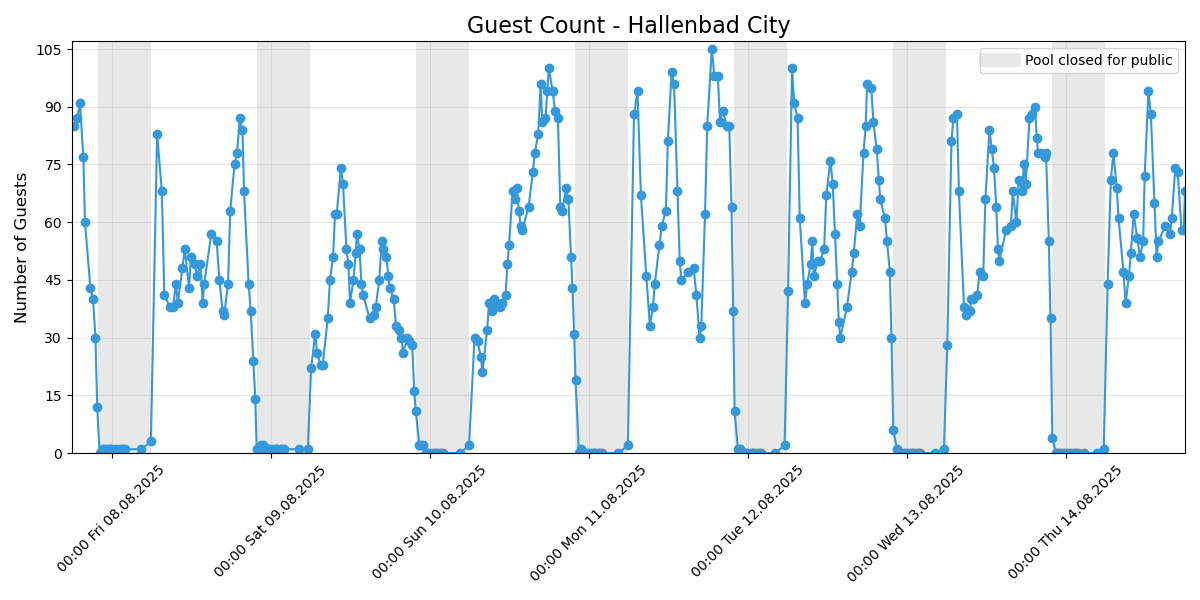 Guest Count - Hallenbad City
Pool closed for public
Number of Guests
105
90
75
60
45
30
15
0
00:00 Fri 08.08.2025
00:00 Sat 09.08.2025
00:00 Sun 10.08.2025
00:00 Mon 11.08.2025
00:00 Tue 12.08.2025
00:00 Wed 13.08.2025
00:00 Thu 14.08.2025